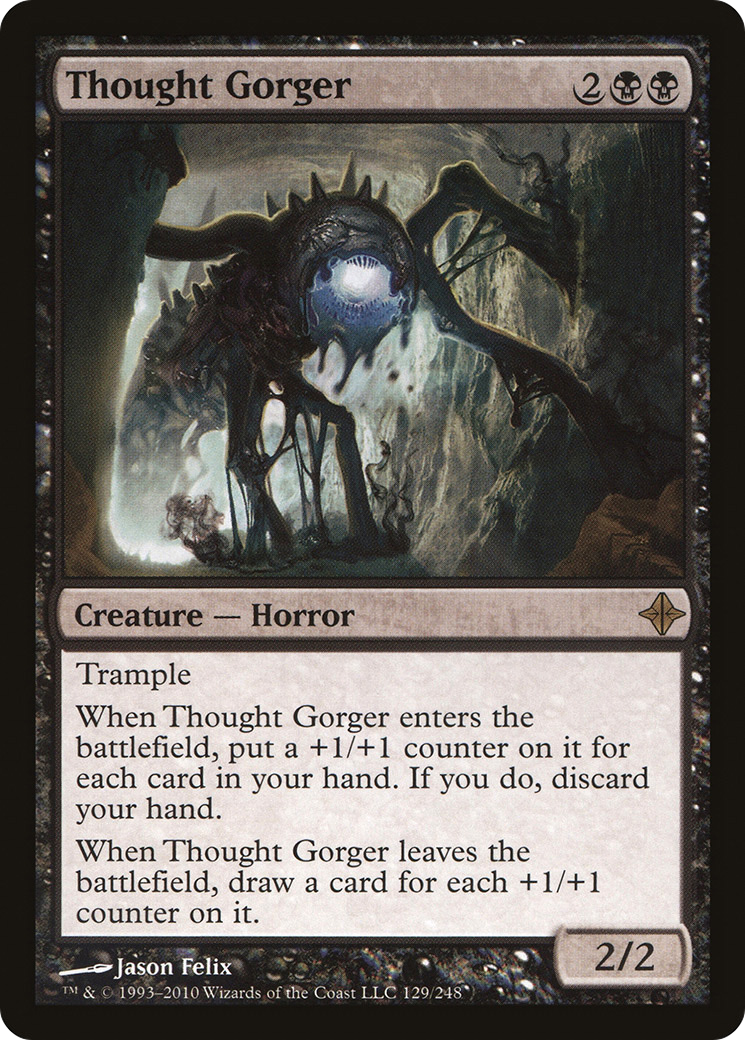 Thought Gorger 2
Creature — Horror
Trample
When Thought Gorger enters the
battlefield, put a +1/+1 counter on it for
each card in your hand. If you do, discard
your hand.
When Thought Gorger leaves the
battlefield, draw a card for each +1/+1
counter on it.
2/2
Jason Felix
™ & © 1993–2010 Wizards of the Coast LLC 129/248